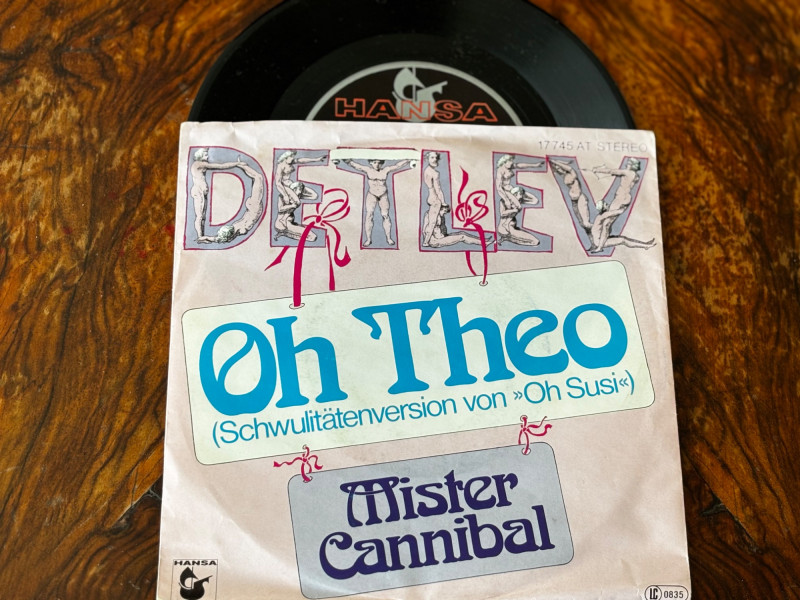 HANSA
17 745 AT STEREO
DETLEV
Oh Theo
(Schwulitätenversion von »Oh Susi«)
Mister
Cannibal
HANSA
LC 0835